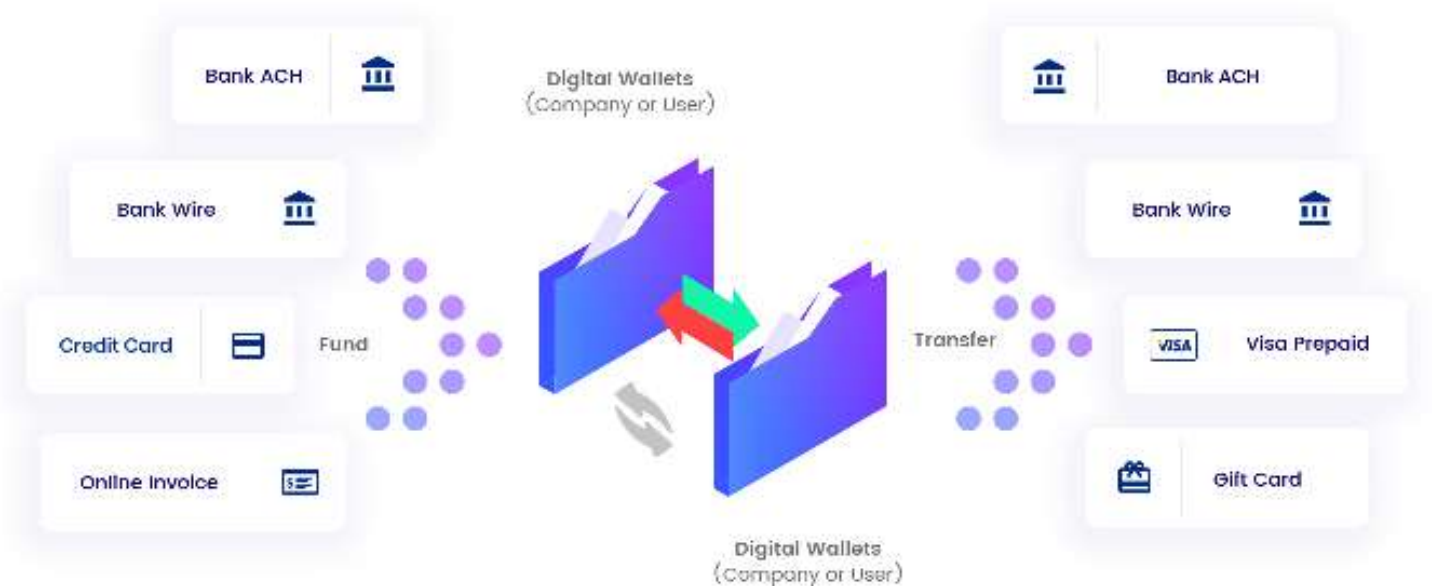 Bank ACH
Bank Wire
Credit Card
Online Invoice
Fund
Digital Wallets
(Company or User)
Digital Wallets
(Company or User)
Transfer
Bank ACH
Bank Wire
VISA
Visa Prepaid
Gift Card